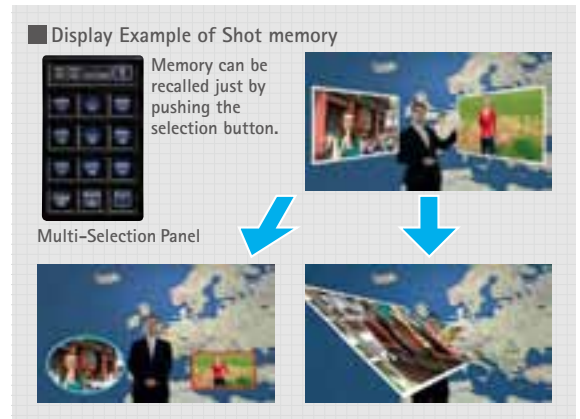 Display Example of Shot memory
Memory can be
recalled just by
pushing the
selection button.
Multi-Selection Panel